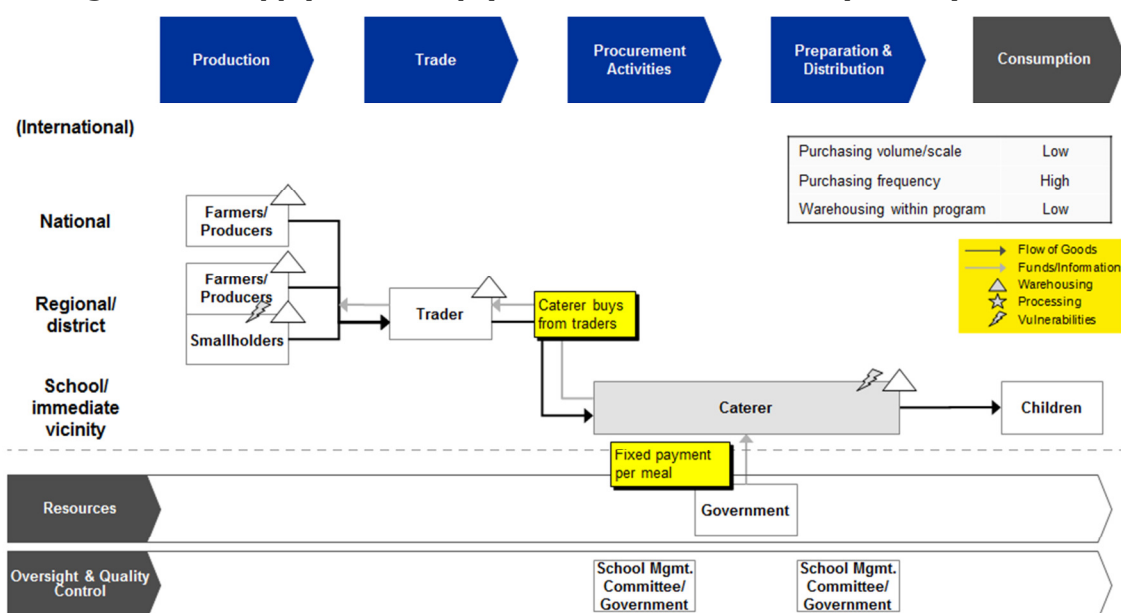 Production
Trade
Procurement
Activities
Preparation &
Distribution
Consumption
(International)
Purchasing volume/scale Low
Purchasing frequency High
Warehousing within program Low
National
Farmers/
Producers
Flow of Goods
Funds/Information
Warehousing
Processing
Vulnerabilities
Regional/
district
Farmers/
Producers
Smallholders
Trader
Caterer buys
from traders
School/
immediate
vicinity
Caterer
Children
Fixed payment
per meal
Resources
Government
Oversight & Quality
Control
School Mgmt.
Committee/
Government
School Mgmt.
Committee/
Government